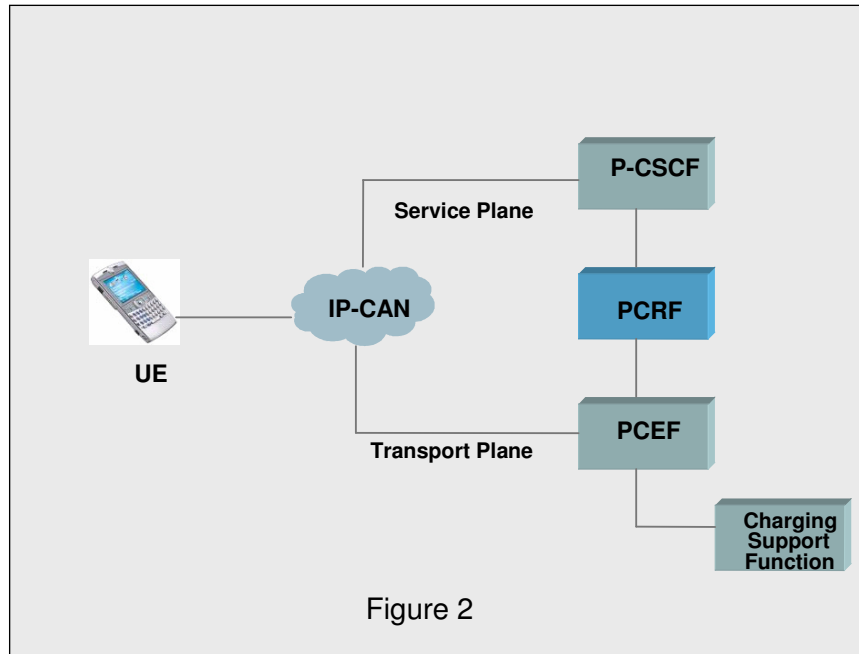 P-CSCF
Service Plane
IP-CAN
PCRF
UE
PCEF
Transport Plane
Charging
Support
Function
Figure 2